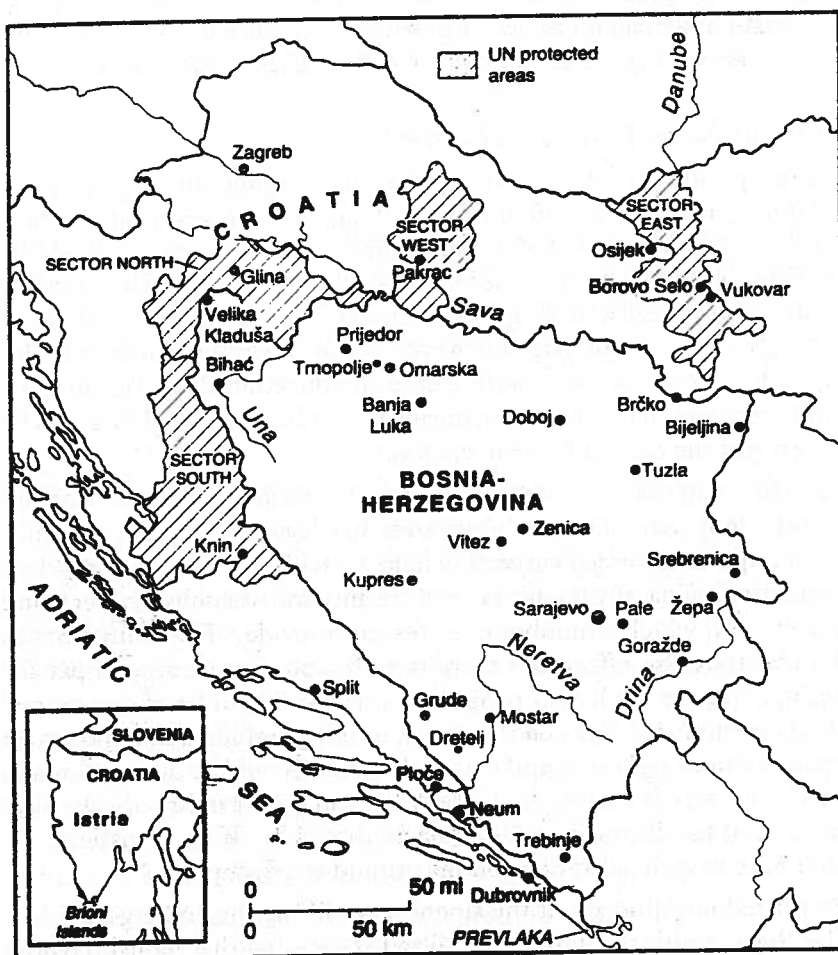 UN protected
areas
Danube
Zagreb
CROATIA
SECTOR
WEST
SECTOR
EAST
Osijek
SECTOR NORTH
Glina
Pakrac
Borovo Selo
Vukovar
Velika
Kladuša
Sava
Prijedor
Bihać
Trnopolje
Omarska
Una
Banja
Luka
Doboj
Brčko
Bijeljina
SECTOR
SOUTH
Tuzla
BOSNIA-
HERZEGOVINA
Knin
Vitez
Zenica
Srebrenica
Kupres
ADRIATIC
Sarajevo
Pale
Žepa
Goražde
Neretva
Drina
Split
Grude
Mostar
Dretelj
SLOVENIA
CROATIA
SEA
Ploče
Istria
Neum
Trebinje
0
50 mi
Dubrovnik
Brioni
Islands
0
50 km
PREVLAKA